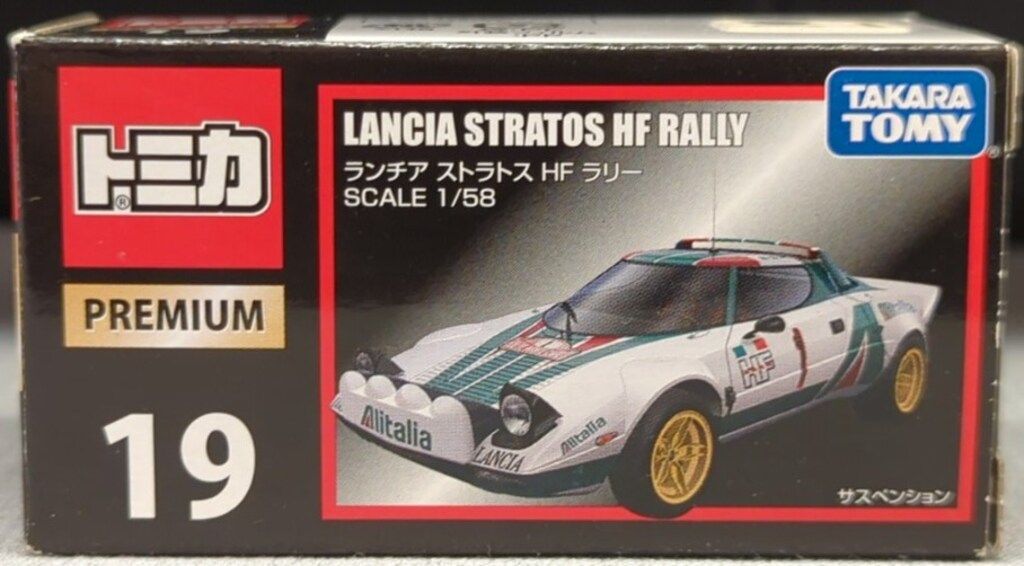 トミカ®
PREMIUM
19
LANCIA STRATOS HF RALLY
ランチア ストラトス HF ラリー
SCALE 1/58
TAKARA
TOMY®
HF
1
Alitalia
Alitalia
LANCIA
サスペンション